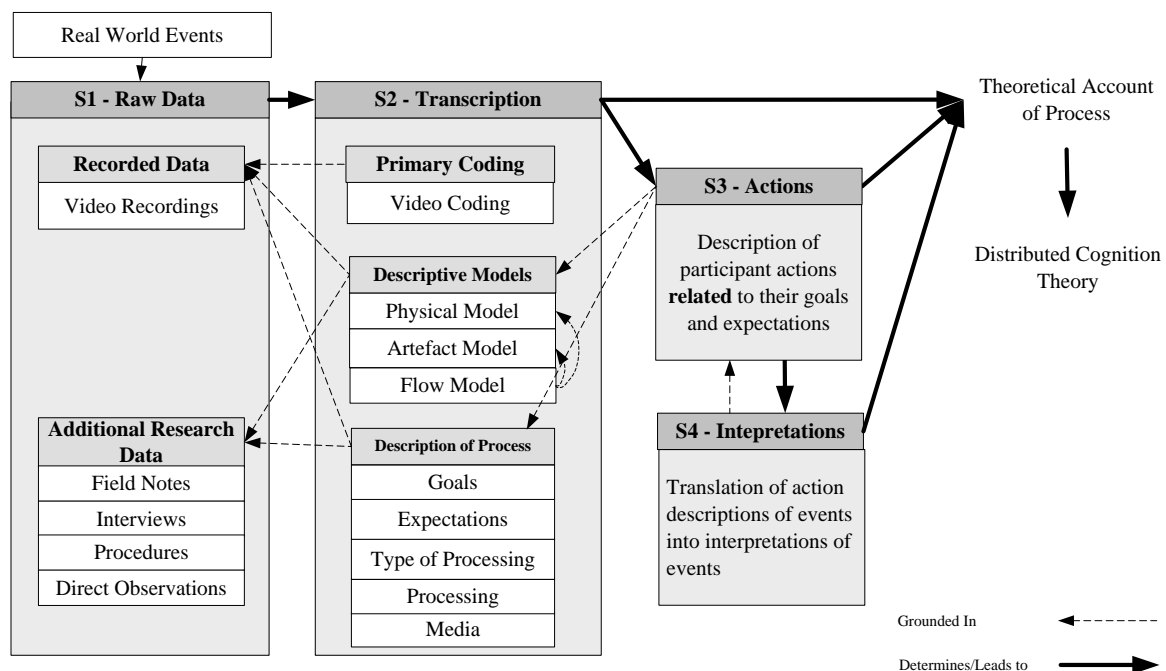 Real World Events
S1 - Raw Data
Recorded Data
Video Recordings
Additional Research
Data
Field Notes
Interviews
Procedures
Direct Observations
S2 - Transcription
Primary Coding
Video Coding
Descriptive Models
Physical Model
Artefact Model
Flow Model
Description of Process
Goals
Expectations
Type of Processing
Processing
Media
S3 - Actions
Description of
participant actions
related to their goals
and expectations
S4 - Intepretations
Translation of action
descriptions of events
into interpretations of
events
Theoretical Account
of Process
Distributed Cognition
Theory
Grounded In
Determines/Leads to